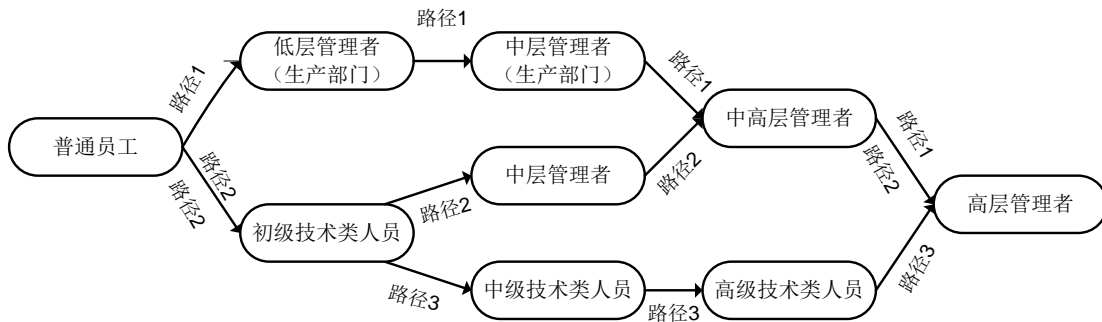 路径1
低层管理者
（生产部门）
中层管理者
（生产部门）
路径1
路径1
中高层管理者
普通员工
路径1
路径2
路径2
路径2
中层管理者
路径2
路径2
高层管理者
初级技术类人员
路径3
中级技术类人员
路径3
高级技术类人员
路径3